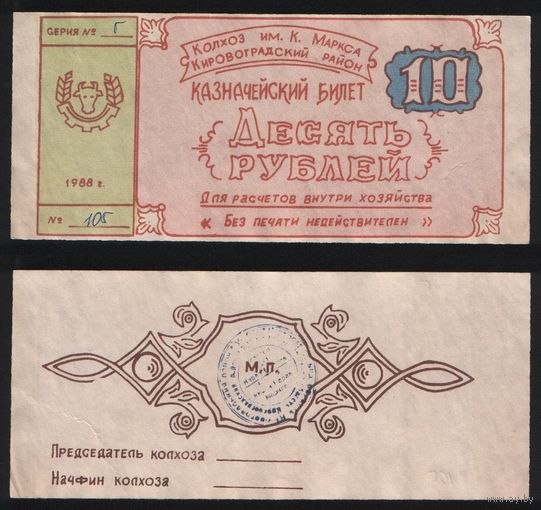 СЕРИЯ № Г
1988 г.
№ 105
КОЛХОЗ ИМ. К. МАРКСА
КИРОВОГРАДСКИЙ РАЙОН
КАЗНАЧЕЙСКИЙ БИЛЕТ
10
ДЕСЯТЬ
РУБЛЕЙ
ДЛЯ РАСЧЕТОВ ВНУТРИ ХОЗЯЙСТВА
« БЕЗ ПЕЧАТИ НЕДЕЙСТВИТЕЛЕН »
М.П.
ПРЕДСЕДАТЕЛЬ КОЛХОЗА
НАЧФИН КОЛХОЗА